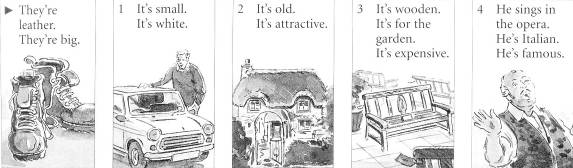 ▶ They're
leather.
They're big.
1 It's small.
It's white.
2 It's old.
It's attractive.
3 It's wooden.
It's for the
garden.
It's expensive.
4 He sings in
the opera.
He's Italian.
He's famous.